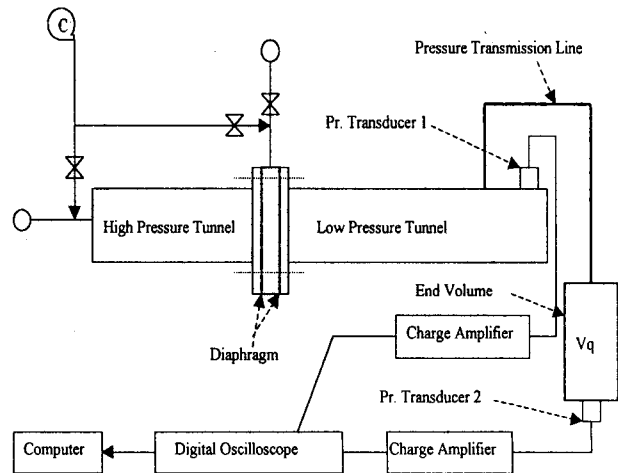 C
Pressure Transmission Line
Pr. Transducer 1
High Pressure Tunnel
Low Pressure Tunnel
End Volume
Diaphragm
Charge Amplifier
Vq
Pr. Transducer 2
Computer
Digital Oscilloscope
Charge Amplifier